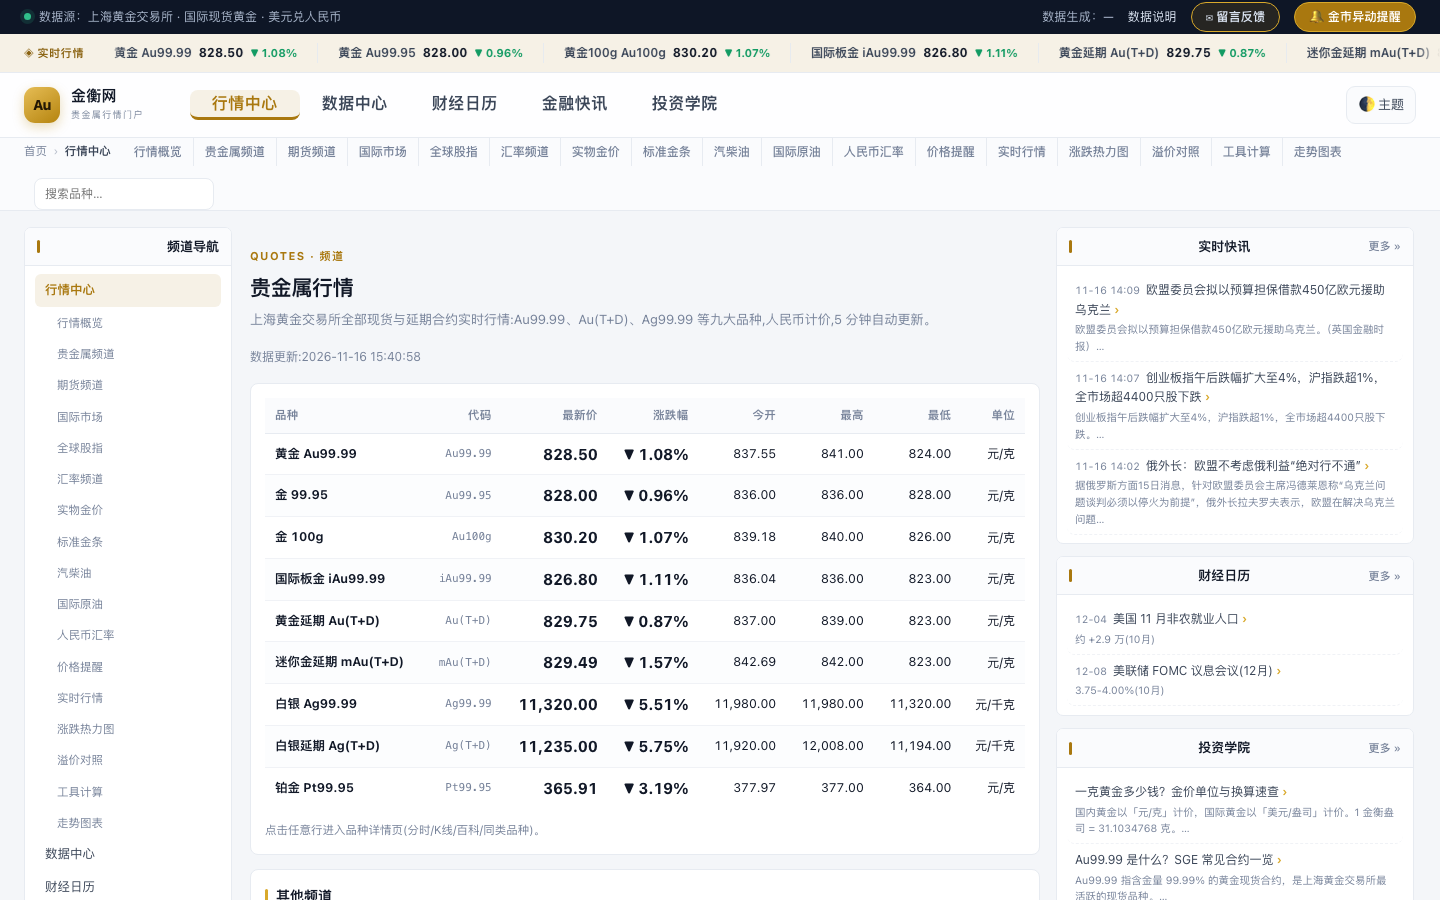 数据源：上海黄金交易所 · 国际现货黄金 · 美元兑人民币
数据生成：—
数据说明
✉ 留言反馈
🔔 金市异动提醒
◈ 实时行情
黄金 Au99.99 828.50 ▼1.08%
黄金 Au99.95 828.00 ▼0.96%
黄金100g Au100g 830.20 ▼1.07%
国际板金 iAu99.99 826.80 ▼1.11%
黄金延期 Au(T+D) 829.75 ▼0.87%
迷你金延期 mAu(T+D)
Au
金衡网
贵金属行情门户
行情中心
数据中心
财经日历
金融快讯
投资学院
🌓 主题
首页 › 行情中心
行情概览
贵金属频道
期货频道
国际市场
全球股指
汇率频道
实物金价
标准金条
汽柴油
国际原油
人民币汇率
价格提醒
实时行情
涨跌热力图
溢价对照
工具计算
走势图表
搜索品种...
频道导航
行情中心
行情概览
贵金属频道
期货频道
国际市场
全球股指
汇率频道
实物金价
标准金条
汽柴油
国际原油
人民币汇率
价格提醒
实时行情
涨跌热力图
溢价对照
工具计算
走势图表
数据中心
财经日历
QUOTES · 频道
贵金属行情
上海黄金交易所全部现货与延期合约实时行情:Au99.99、Au(T+D)、Ag99.99 等九大品种,人民币计价,5 分钟自动更新。
数据更新:2026-11-16 15:40:58
品种 代码 最新价 涨跌幅 今开 最高 最低 单位
黄金 Au99.99 Au99.99 828.50 ▼ 1.08% 837.55 841.00 824.00 元/克
金 99.95 Au99.95 828.00 ▼ 0.96% 836.00 836.00 828.00 元/克
金 100g Au100g 830.20 ▼ 1.07% 839.18 840.00 826.00 元/克
国际板金 iAu99.99 iAu99.99 826.80 ▼ 1.11% 836.04 836.00 823.00 元/克
黄金延期 Au(T+D) Au(T+D) 829.75 ▼ 0.87% 837.00 839.00 823.00 元/克
迷你金延期 mAu(T+D) mAu(T+D) 829.49 ▼ 1.57% 842.69 842.00 823.00 元/克
白银 Ag99.99 Ag99.99 11,320.00 ▼ 5.51% 11,980.00 11,980.00 11,320.00 元/千克
白银延期 Ag(T+D) Ag(T+D) 11,235.00 ▼ 5.75% 11,920.00 12,008.00 11,194.00 元/千克
铂金 Pt99.95 Pt99.95 365.91 ▼ 3.19% 377.97 377.00 364.00 元/克
点击任意行进入品种详情页(分时/K线/百科/同类品种)。
其他频道
实时快讯
更多 »
11-16 14:09 欧盟委员会拟以预算担保借款450亿欧元援助
乌克兰 ›
欧盟委员会拟以预算担保借款450亿欧元援助乌克兰。（英国金融时
报）...
11-16 14:07 创业板指午后跌幅扩大至4%，沪指跌超1%，
全市场超4400只股下跌 ›
创业板指午后跌幅扩大至4%，沪指跌超1%，全市场超4400只股下
跌。...
11-16 14:02 俄外长：欧盟不考虑俄利益“绝对行不通” ›
据俄罗斯方面15日消息，针对欧盟委员会主席冯德莱恩称“乌克兰问
题谈判必须以停火为前提”，俄外长拉夫罗夫表示，欧盟在解决乌克兰
问题...
财经日历
更多 »
12-04 美国 11 月非农就业人口 ›
约 +2.9 万(10月)
12-08 美联储 FOMC 议息会议(12月) ›
3.75-4.00%(10月)
投资学院
更多 »
一克黄金多少钱？金价单位与换算速查 ›
国内黄金以「元/克」计价，国际黄金以「美元/盎司」计价。1 金衡盎
司 = 31.1034768 克。...
Au99.99 是什么？SGE 常见合约一览 ›
Au99.99 指含金量 99.99% 的黄金现货合约，是上海黄金交易所最
活跃的现货品种。...